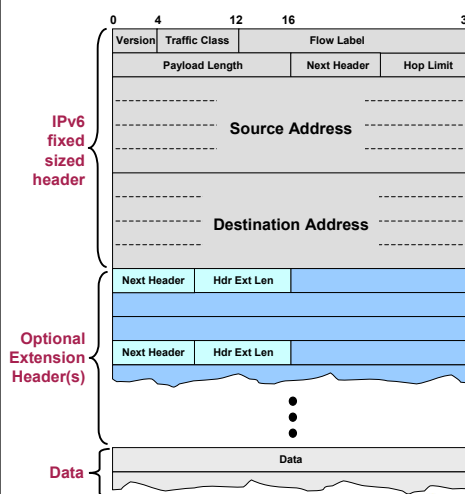 0 4 12 16 3
Version Traffic Class Flow Label
Payload Length Next Header Hop Limit
IPv6
fixed
sized
header
Source Address
Destination Address
Next Header Hdr Ext Len
Optional
Extension
Header(s)
Next Header Hdr Ext Len
Data
Data